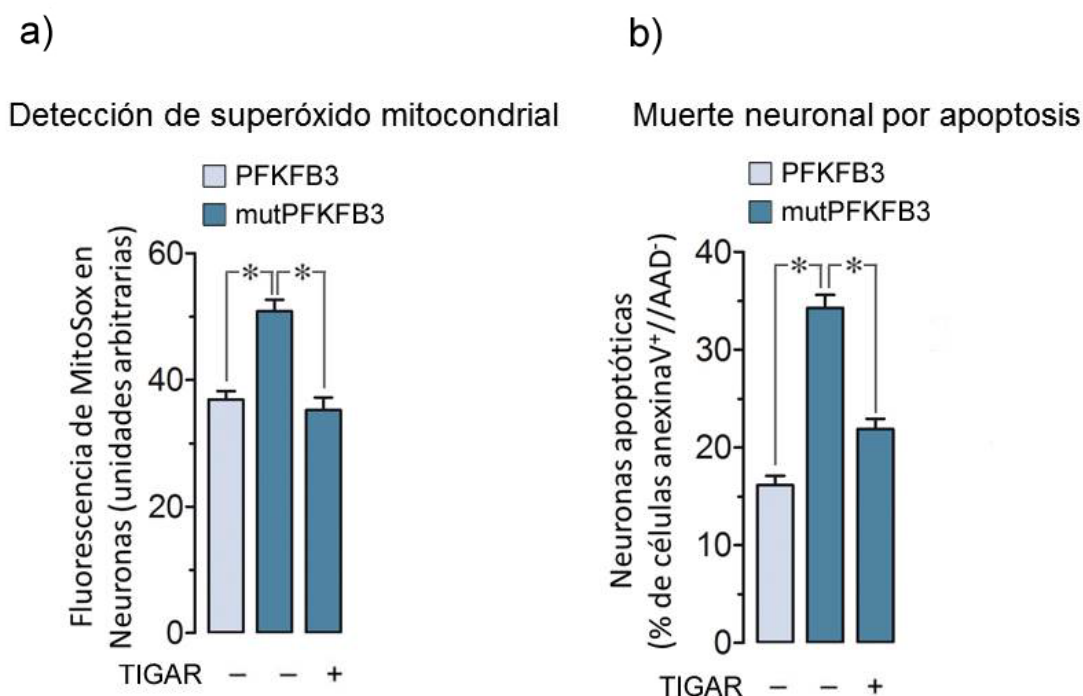 a)
Detección de superóxido mitocondrial
PFKFB3
mutPFKFB3
Fluorescencia de MitoSox en
Neuronas (unidades arbitrarias)
60
40
20
0
* *
TIGAR – – +
b)
Muerte neuronal por apoptosis
PFKFB3
mutPFKFB3
Neuronas apoptóticas
(% de células anexinaV⁺//AAD⁻)
40
30
20
10
0
* *
TIGAR – – +